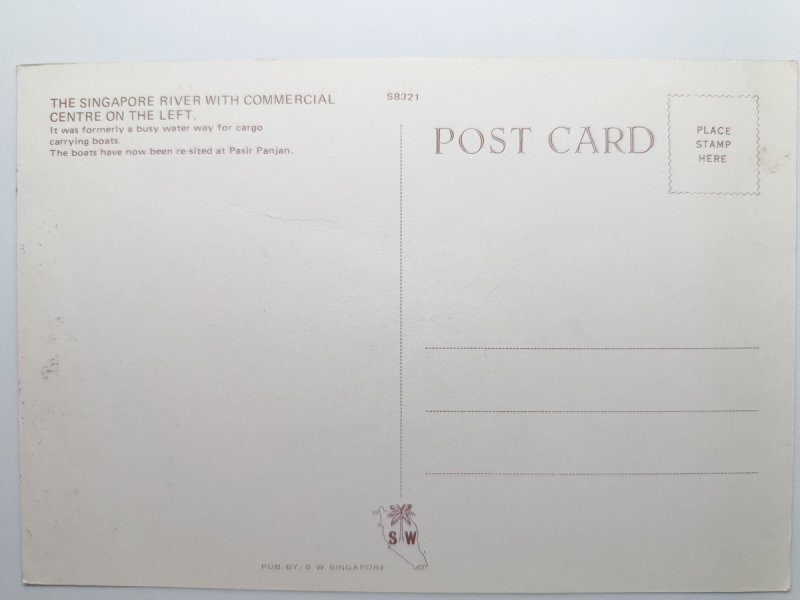 THE SINGAPORE RIVER WITH COMMERCIAL
CENTRE ON THE LEFT.
It was formerly a busy water way for cargo
carrying boats.
The boats have now been re-sited at Pasir Panjan.
S8321
POST CARD
PLACE
STAMP
HERE
S W
PUB BY- S W SINGAPORE